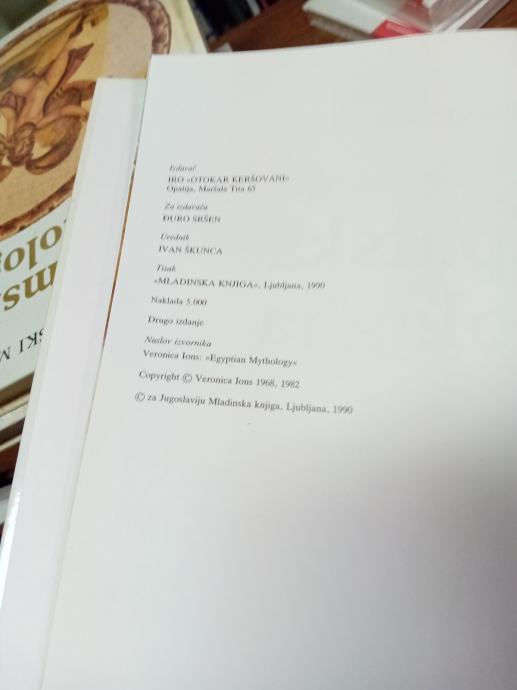 Izdavač
IRO »OTOKAR KERŠOVANI«
Opatija, Maršala Tita 65
Za izdavača
ĐURO SRŠEN
Urednik
IVAN ŠKUNCA
Tisak
»MLADINSKA KNJIGA«, Ljubljana, 1990
Naklada 5.000
Drugo izdanje
Naslov izvornika
Veronica Ions: »Egyptian Mythology«
Copyright © Veronica Ions 1968, 1982
© za Jugoslaviju Mladinska knjiga, Ljubljana, 1990